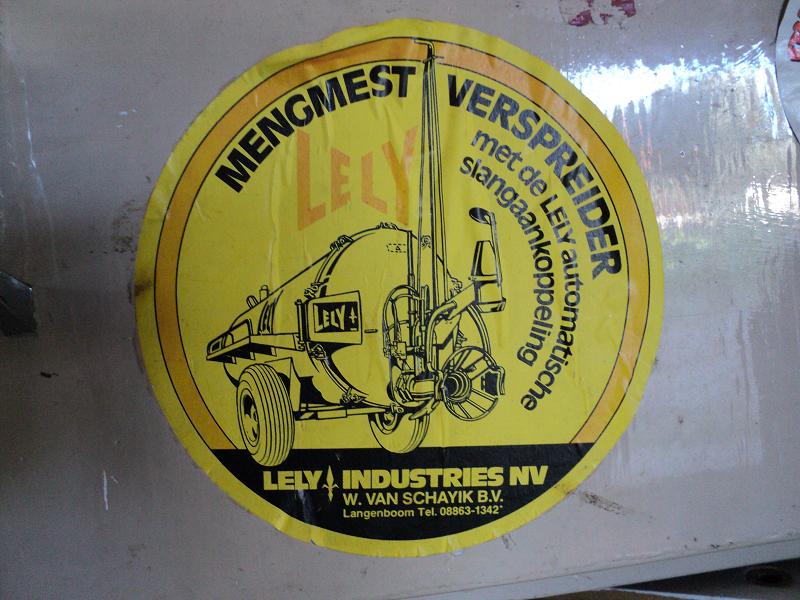 MENGMEST VERSPREIDER
met de LELY automatische
slangaankoppeling
LELY
LELY
LELY INDUSTRIES NV
W. VAN SCHAYIK B.V.
Langenboom Tel. 08863-1342*